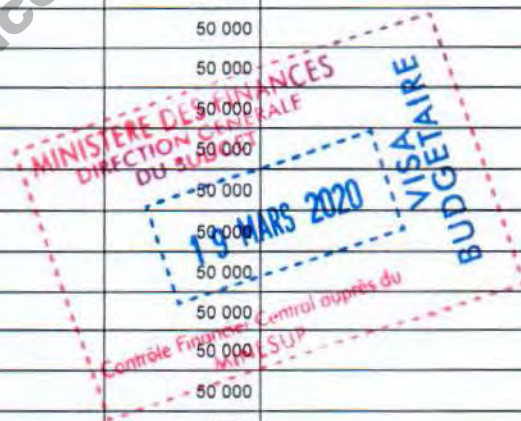 50 000
50 000
50 000
50 000
50 000
50 000
50 000
50 000
50 000
50 000
MINISTERE DES FINANCES
DIRECTION GENERALE
DU BUDGET
19 MARS 2020
VISA
BUDGETAIRE
Contrôle Financier Central auprès du
MINESUP